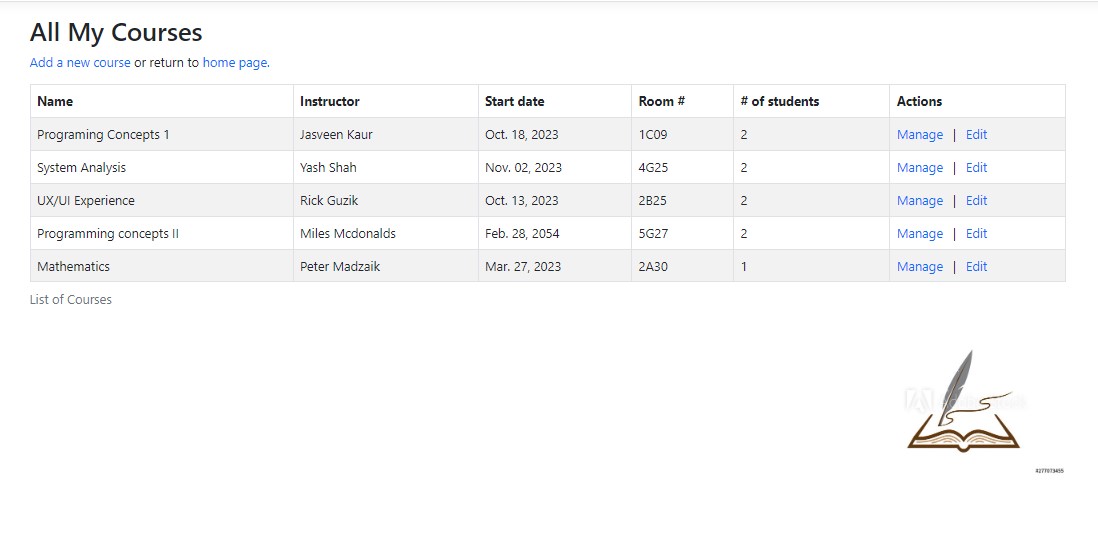 All My Courses
Add a new course or return to home page.
Name Instructor Start date Room # # of students Actions
Programing Concepts 1 Jasveen Kaur Oct. 18, 2023 1C09 2 Manage | Edit
System Analysis Yash Shah Nov. 02, 2023 4G25 2 Manage | Edit
UX/UI Experience Rick Guzik Oct. 13, 2023 2B25 2 Manage | Edit
Programming concepts II Miles Mcdonalds Feb. 28, 2054 5G27 2 Manage | Edit
Mathematics Peter Madzaik Mar. 27, 2023 2A30 1 Manage | Edit
List of Courses